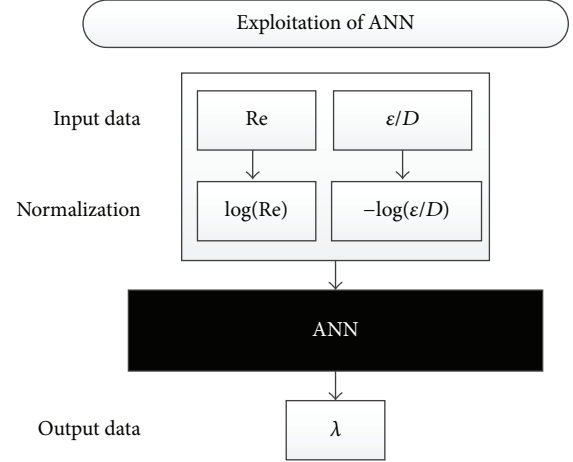 Exploitation of ANN
Input data Re ε/D
Normalization log(Re) −log(ε/D)
ANN
Output data λ